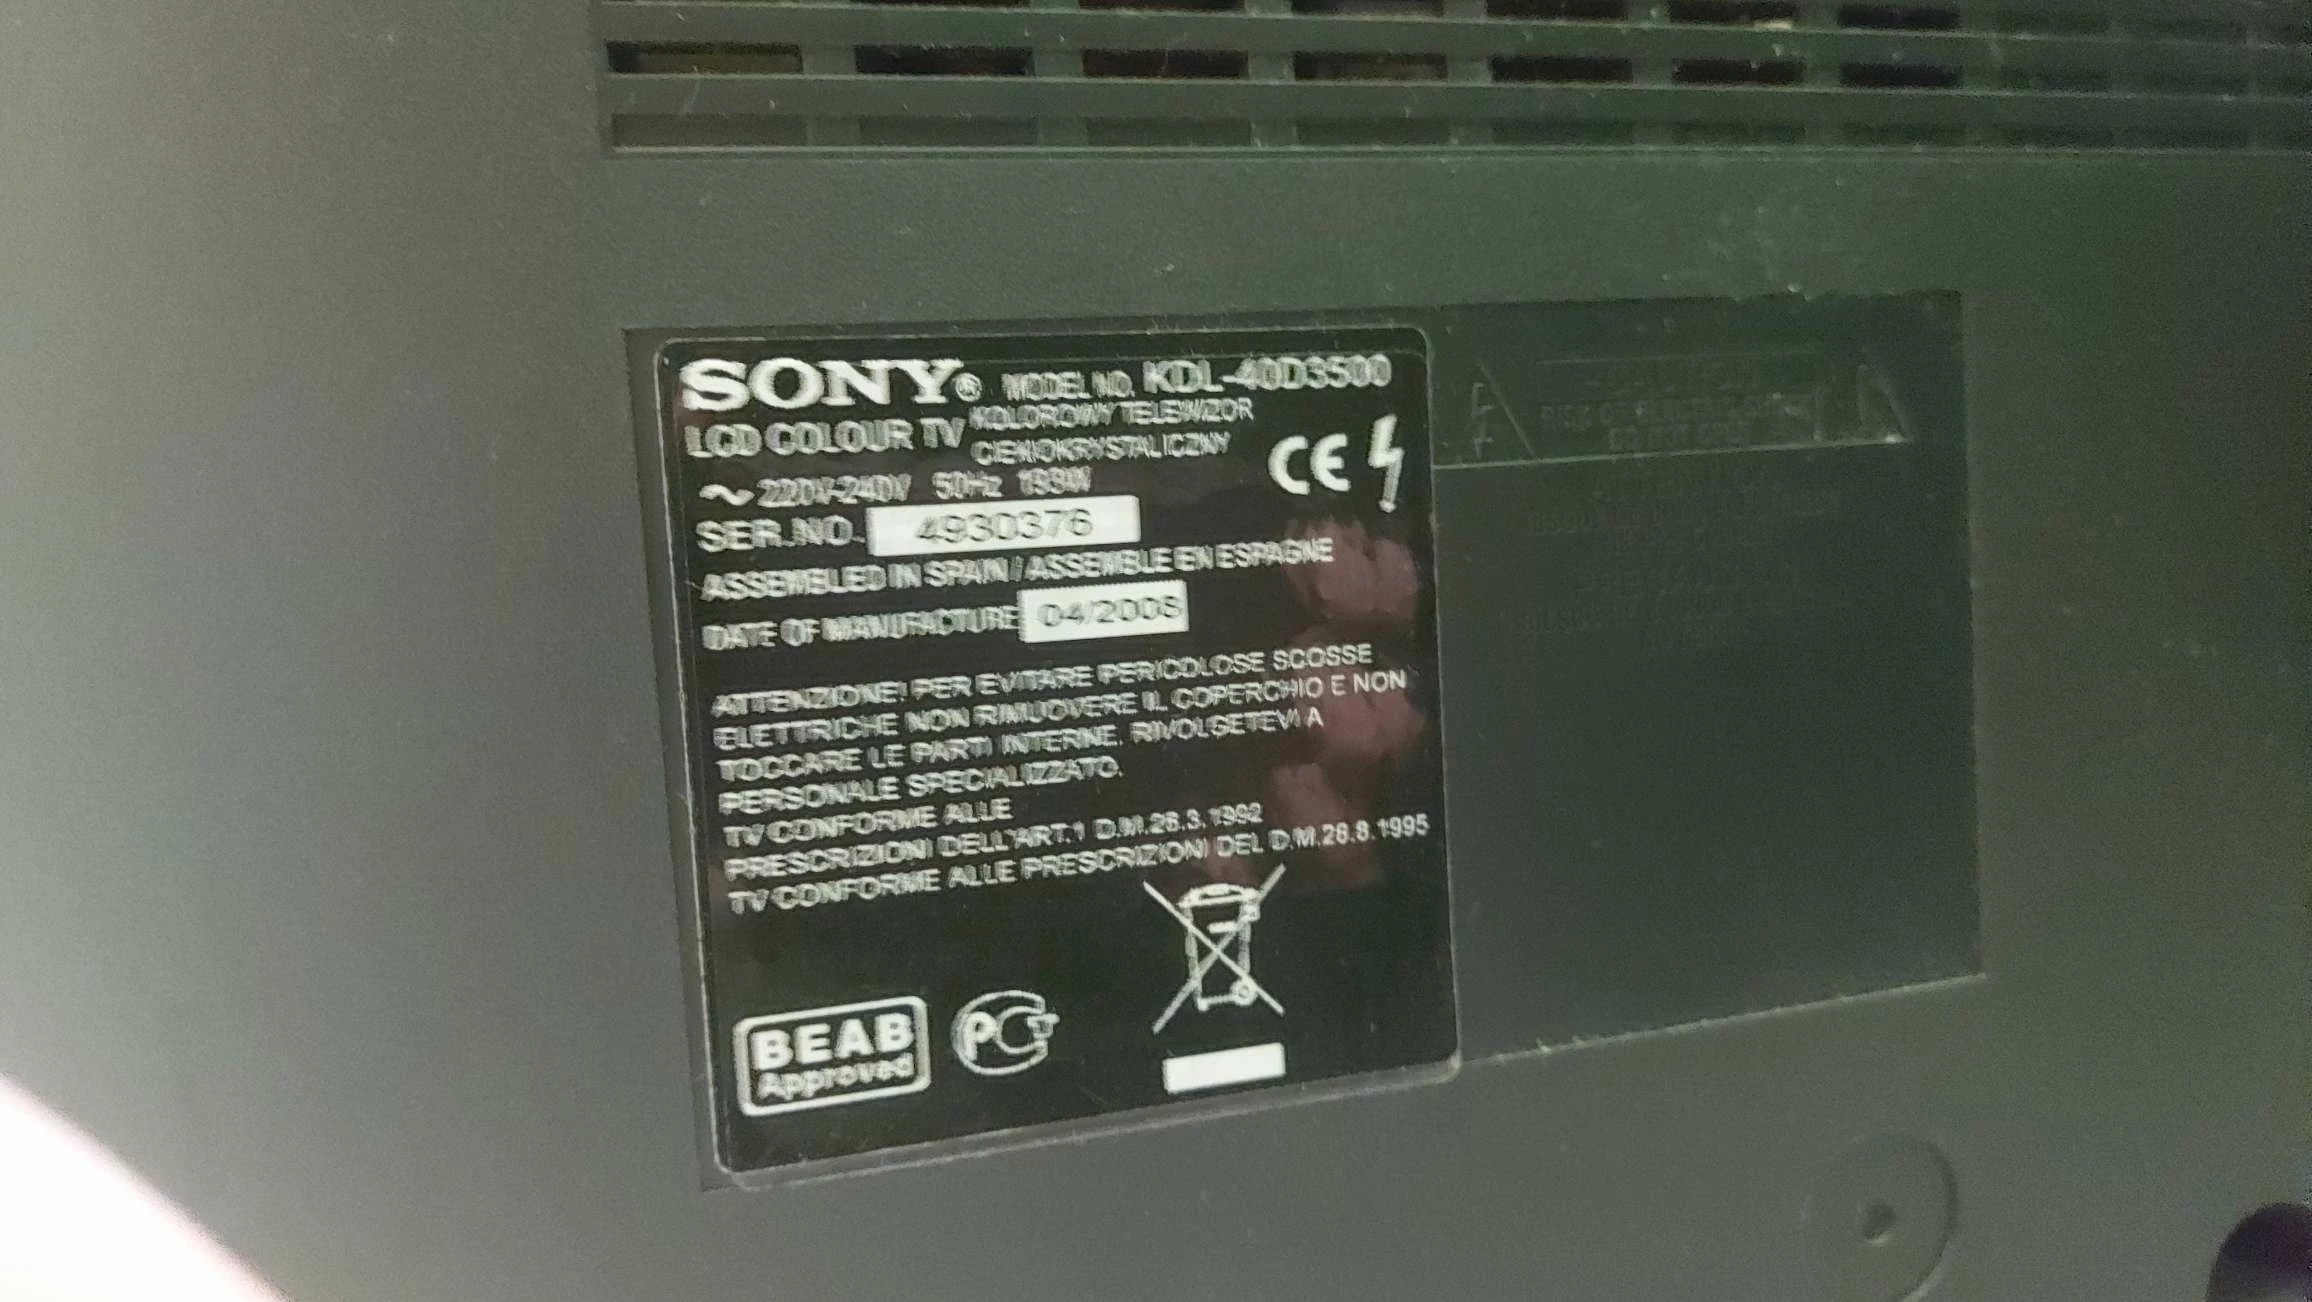 SONY® MODEL NO. KDL-40D3500
LCD COLOUR TV KOLOROWY TELEWIZOR
CIEKŁOKRYSTALICZNY
~ 220V-240V 50Hz 193W
CE
SER.NO. 4930376
ASSEMBLED IN SPAIN / ASSEMBLE EN ESPAGNE
DATE OF MANUFACTURE 04/2008
ATTENZIONE! PER EVITARE PERICOLOSE SCOSSE
ELETTRICHE NON RIMUOVERE IL COPERCHIO E NON
TOCCARE LE PARTI INTERNE. RIVOLGETEVI A
PERSONALE SPECIALIZZATO.
TV CONFORME ALLE
PRESCRIZIONI DELL'ART.1 D.M.26.3.1992
TV CONFORME ALLE PRESCRIZIONI DEL D.M.28.8.1995
BEAB
Approved